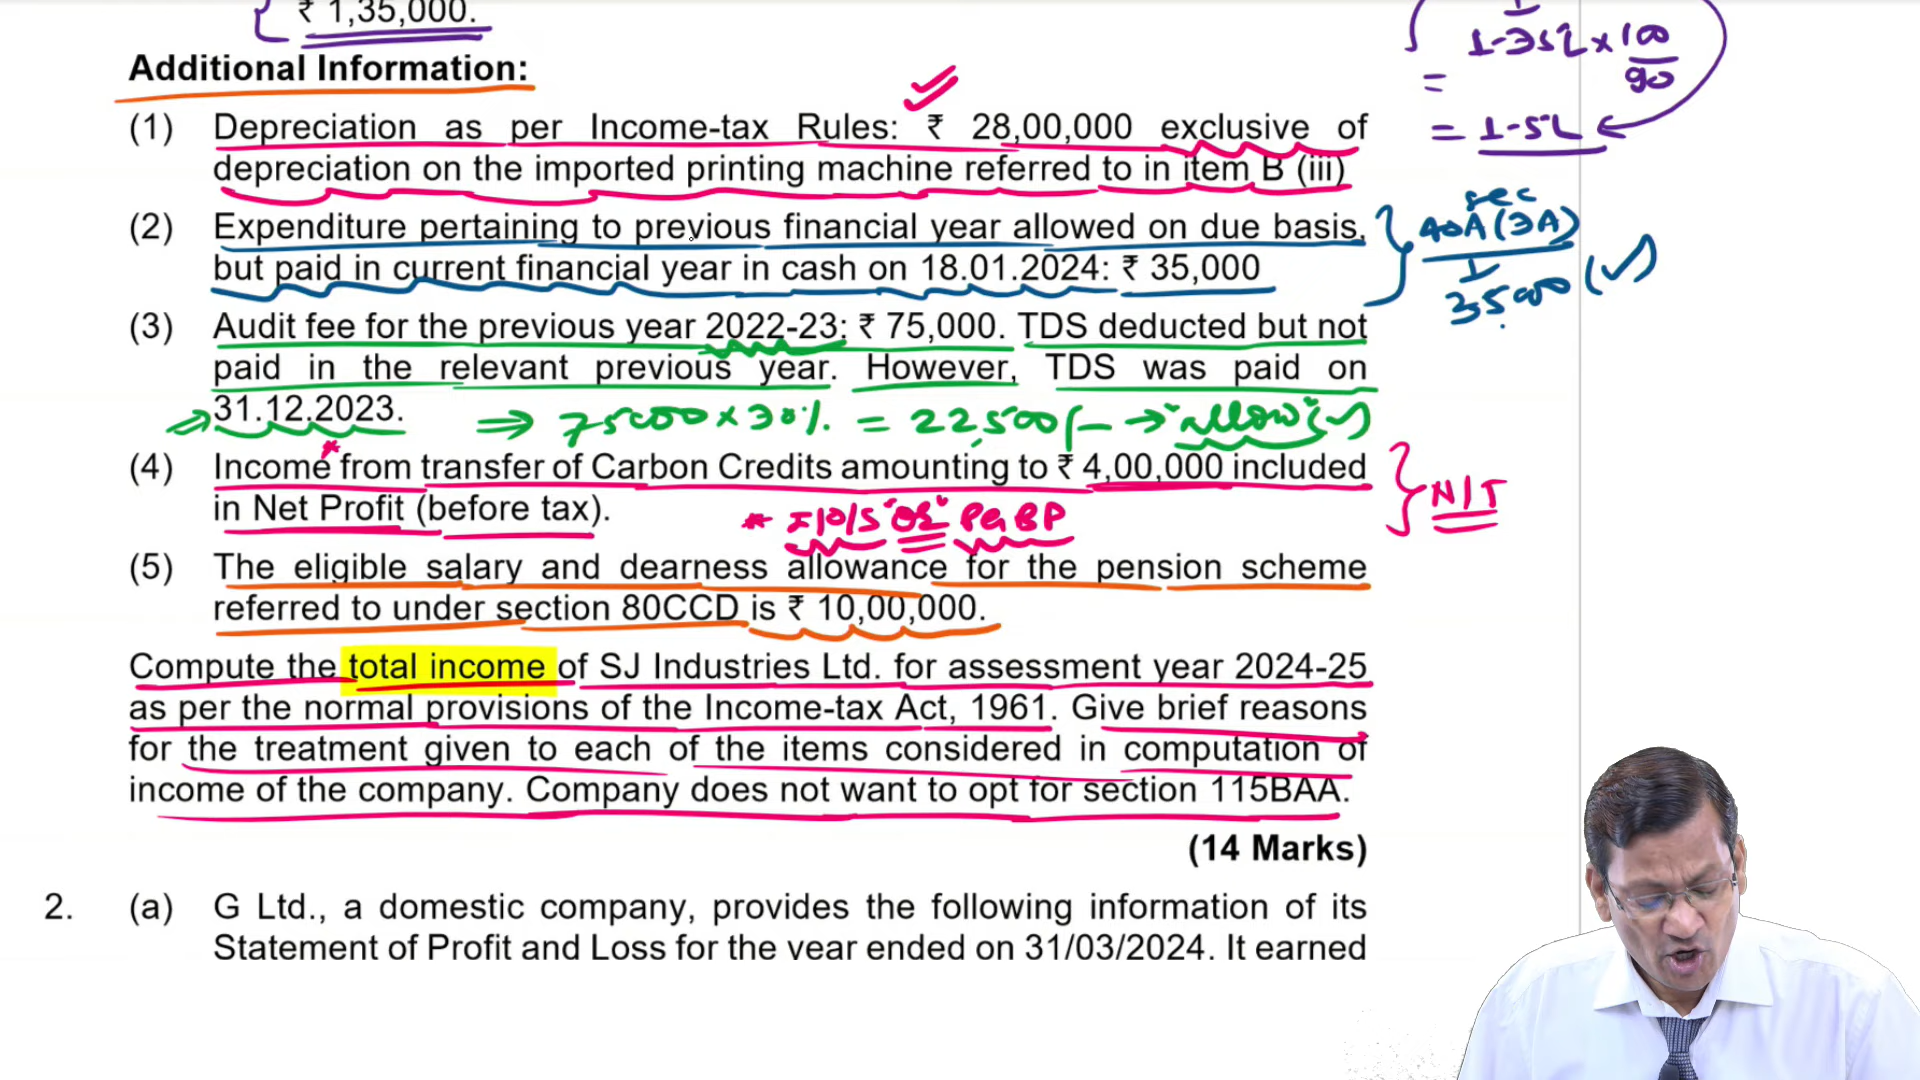 ₹ 1,35,000.
1.35L × 100/90
= 1.5L
Additional Information:
(1) Depreciation as per Income-tax Rules: ₹ 28,00,000 exclusive of
depreciation on the imported printing machine referred to in item B (iii)
(2) Expenditure pertaining to previous financial year allowed on due basis,
but paid in current financial year in cash on 18.01.2024: ₹ 35,000
sec
40A(3A)
35000 (✓)
(3) Audit fee for the previous year 2022-23: ₹ 75,000. TDS deducted but not
paid in the relevant previous year. However, TDS was paid on
31.12.2023. ⇒ 75000 × 30% = 22,500/- → "allow" (✓)
(4) Income from transfer of Carbon Credits amounting to ₹ 4,00,000 included
in Net Profit (before tax).
PGBP
N/T
(5) The eligible salary and dearness allowance for the pension scheme
referred to under section 80CCD is ₹ 10,00,000.
Compute the total income of SJ Industries Ltd. for assessment year 2024-25
as per the normal provisions of the Income-tax Act, 1961. Give brief reasons
for the treatment given to each of the items considered in computation of
income of the company. Company does not want to opt for section 115BAA.
(14 Marks)
2. (a) G Ltd., a domestic company, provides the following information of its
Statement of Profit and Loss for the year ended on 31/03/2024. It earned